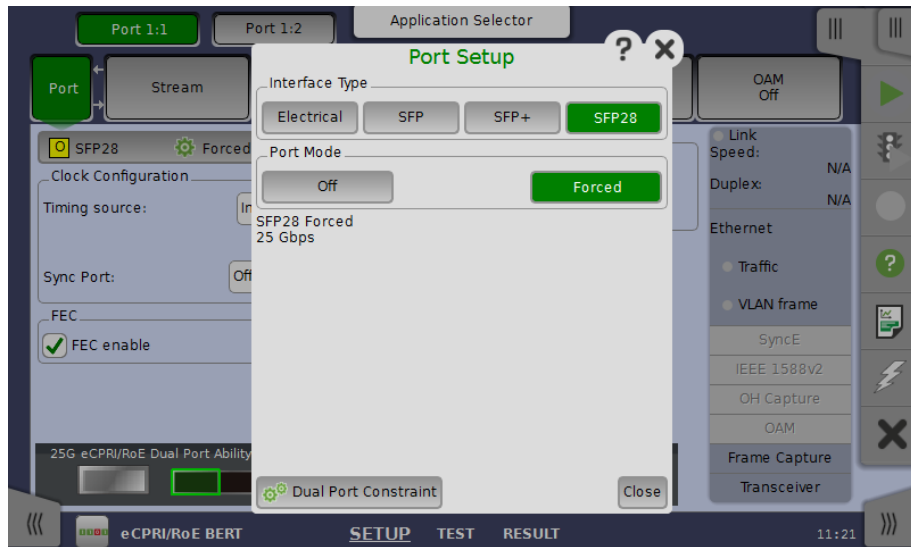 Port 1:1
Port 1:2
Application Selector
Port
Stream
OAM
Off
Port Setup
?
X
Interface Type
Electrical
SFP
SFP+
SFP28
Port Mode
Off
Forced
SFP28 Forced
25 Gbps
Dual Port Constraint
Close
O SFP28
Forced
Clock Configuration
Timing source:
In
Sync Port:
Off
FEC
FEC enable
25G eCPRI/RoE Dual Port Ability
Link
Speed:
N/A
Duplex:
N/A
Ethernet
Traffic
VLAN frame
SyncE
IEEE 1588v2
OH Capture
OAM
Frame Capture
Transceiver
?
eCPRI/RoE BERT
SETUP
TEST
RESULT
11:21